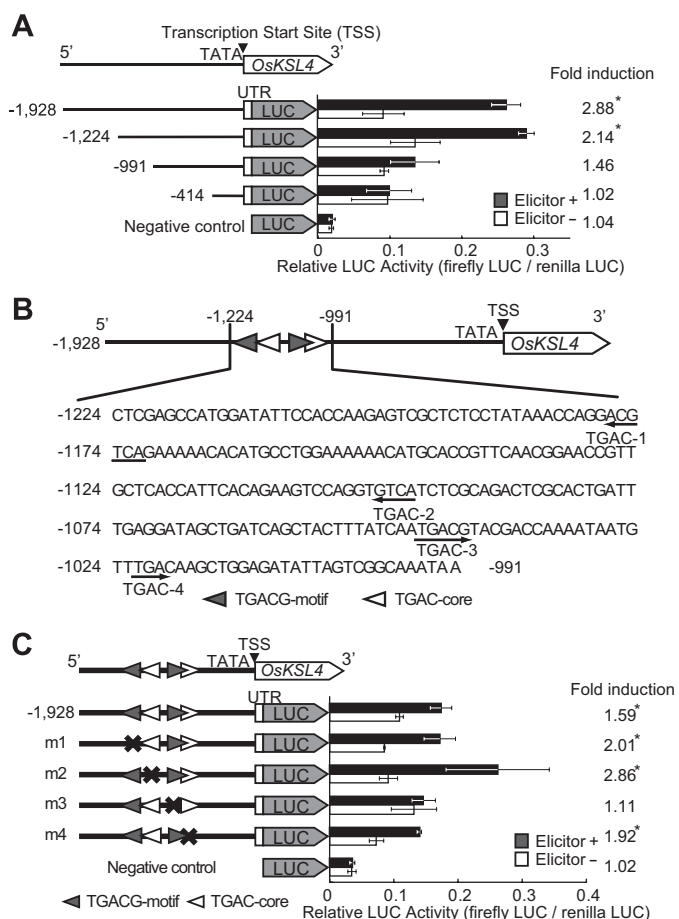 A
Transcription Start Site (TSS)
5’ TATA OsKSL4 3’
Fold induction
UTR
-1,928 LUC 2.88*
-1,224 LUC 2.14*
-991 LUC 1.46
-414 LUC 1.02
Elicitor +
Elicitor –
Negative control LUC 1.04
0 0.1 0.2 0.3
Relative LUC Activity (firefly LUC / renilla LUC)
B
5’ -1,224 -991 TSS 3’
-1,928 TATA OsKSL4
-1224 CTCGAGCCATGGATATTCCACCAAGAGTCGCTCTCCTATAAACCAGGACG
TGAC-1
-1174 TCAGAAAAACACATGCCTGGAAAAAACATGCACCGTTCAACGGAACCGTT
-1124 GCTCACCATTCACAGAAGTCCAGGTGTCATCTCGCAGACTCGCACTGATT
TGAC-2
-1074 TGAGGATAGCTGATCAGCTACTTTATCAATGACGTACGACCAAAATAATG
TGAC-3
-1024 TTTGACAAGCTGGAGATATTAGTCGGCAAATAA -991
TGAC-4
TGACG-motif TGAC-core
C
5’ TSS 3’
TATA OsKSL4
Fold induction
UTR
-1,928 LUC 1.59*
m1 LUC 2.01*
m2 LUC 2.86*
m3 LUC 1.11
m4 LUC 1.92*
Elicitor +
Elicitor –
Negative control LUC 1.02
TGACG-motif TGAC-core
0 0.1 0.2 0.3 0.4
Relative LUC Activity (firefly LUC / renilla LUC)